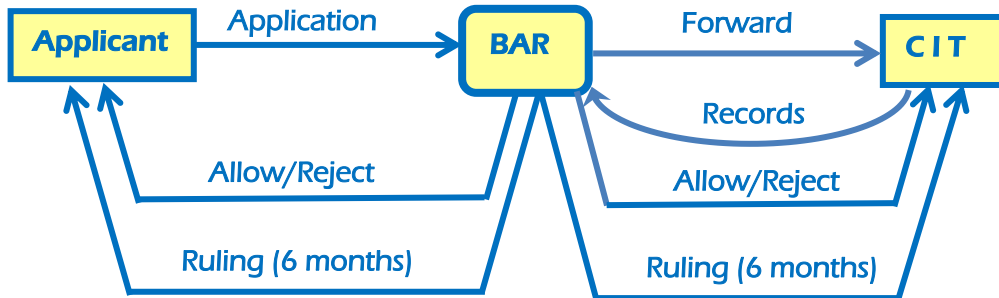 Application
Forward
Applicant
BAR
C I T
Records
Allow/Reject
Allow/Reject
Ruling (6 months)
Ruling (6 months)